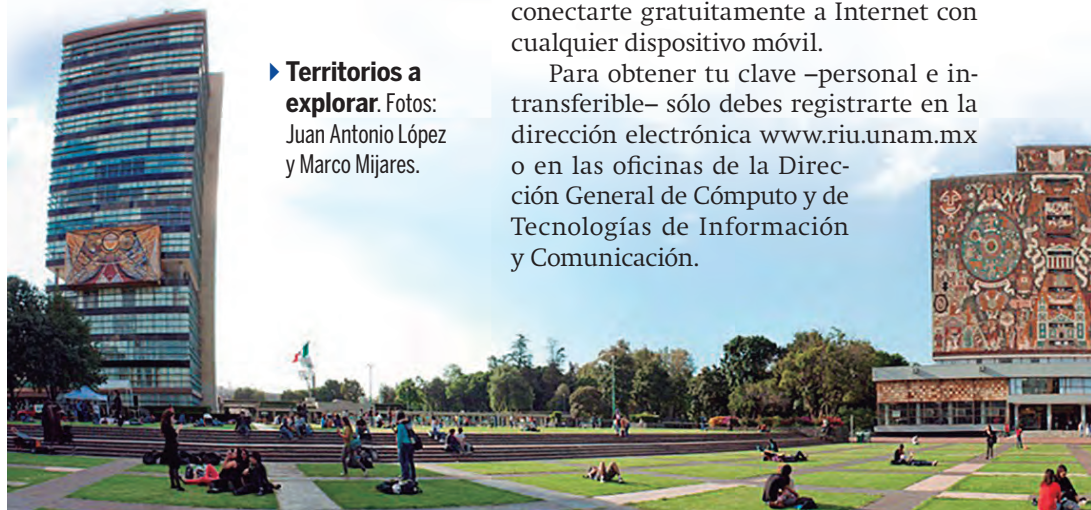 Territorios a
explorar. Fotos:
Juan Antonio López
y Marco Mijares.
conectarte gratuitamente a Internet con
cualquier dispositivo móvil.
Para obtener tu clave –personal e in-
transferible– sólo debes registrarte en la
dirección electrónica www.riu.unam.mx
o en las oficinas de la Direc-
ción General de Cómputo y de
Tecnologías de Información
y Comunicación.